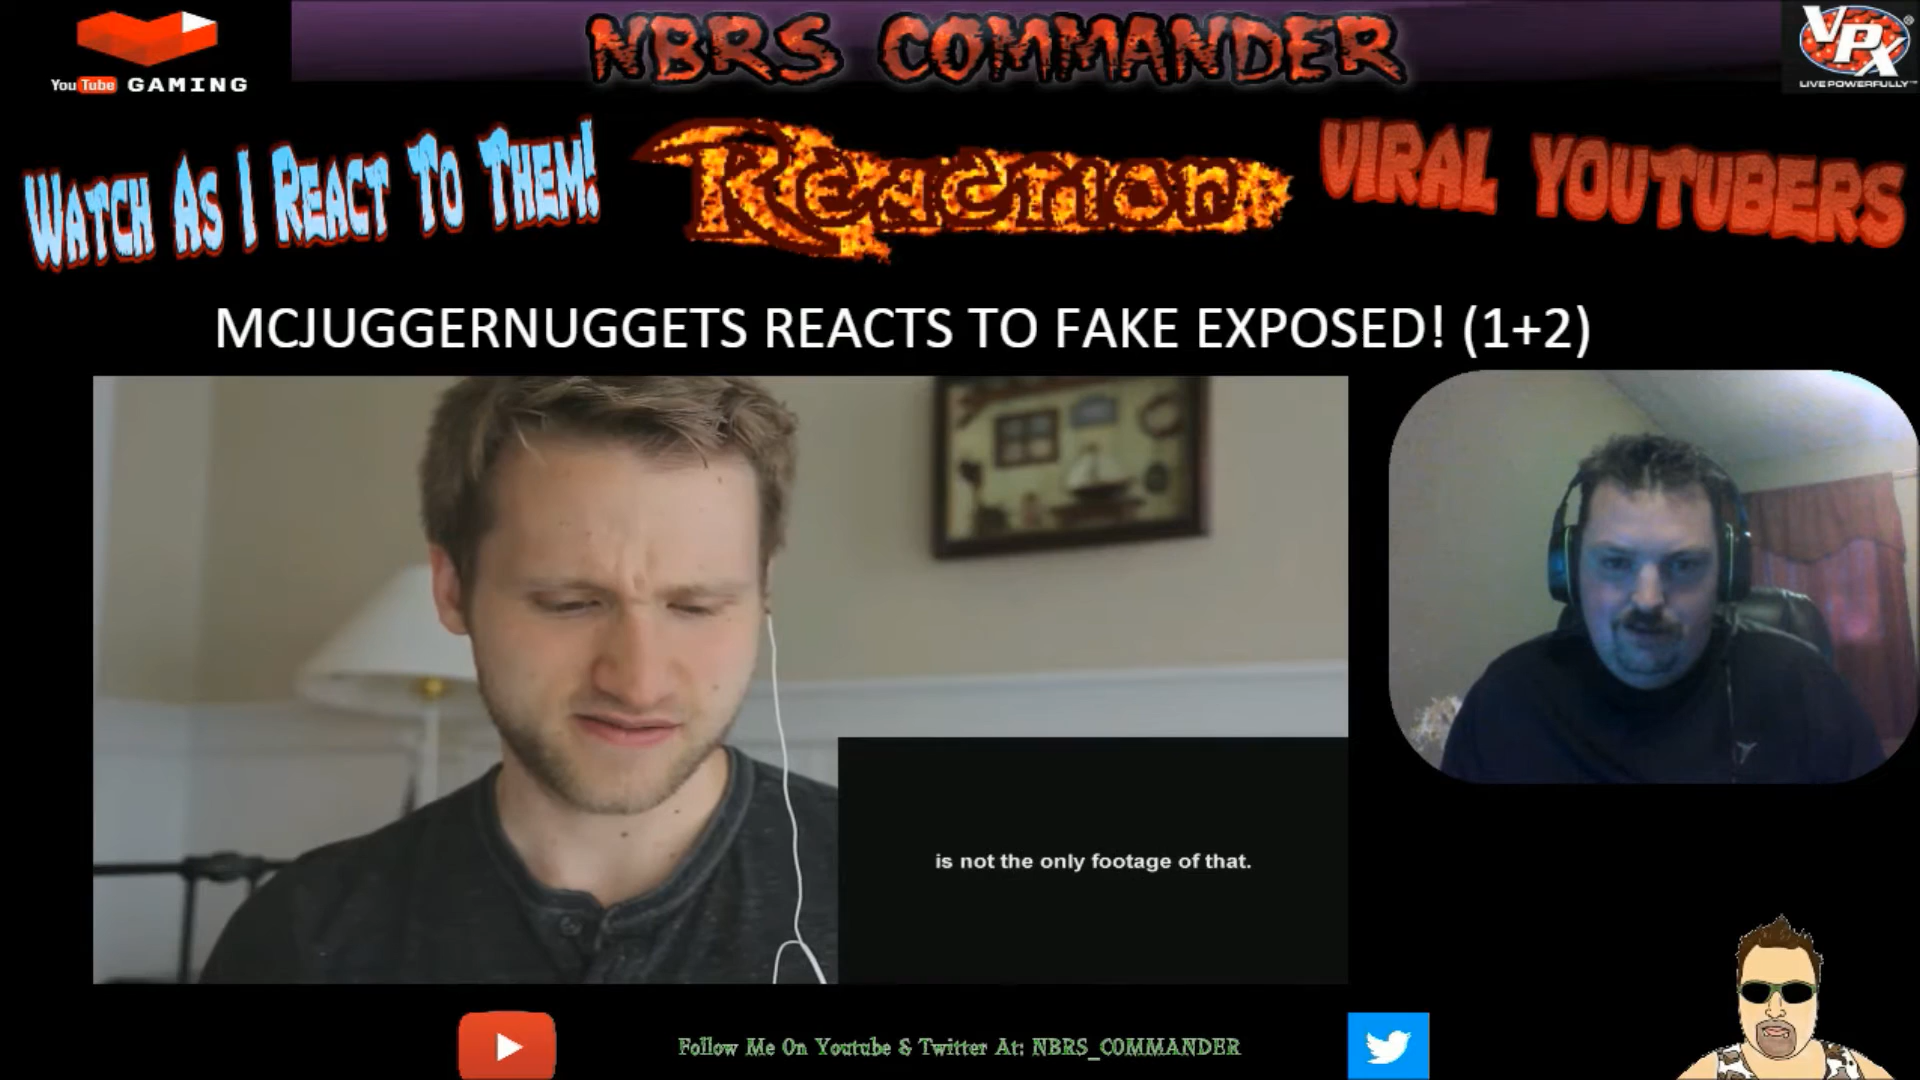 YouTube GAMING
NBRS COMMANDER
VPX
LIVE POWERFULLY
WATCH AS I REACT TO THEM!
REACTION
VIRAL YOUTUBERS
MCJUGGERNUGGETS REACTS TO FAKE EXPOSED! (1+2)
is not the only footage of that.
Follow Me On Youtube & Twitter At: NBRS_COMMANDER